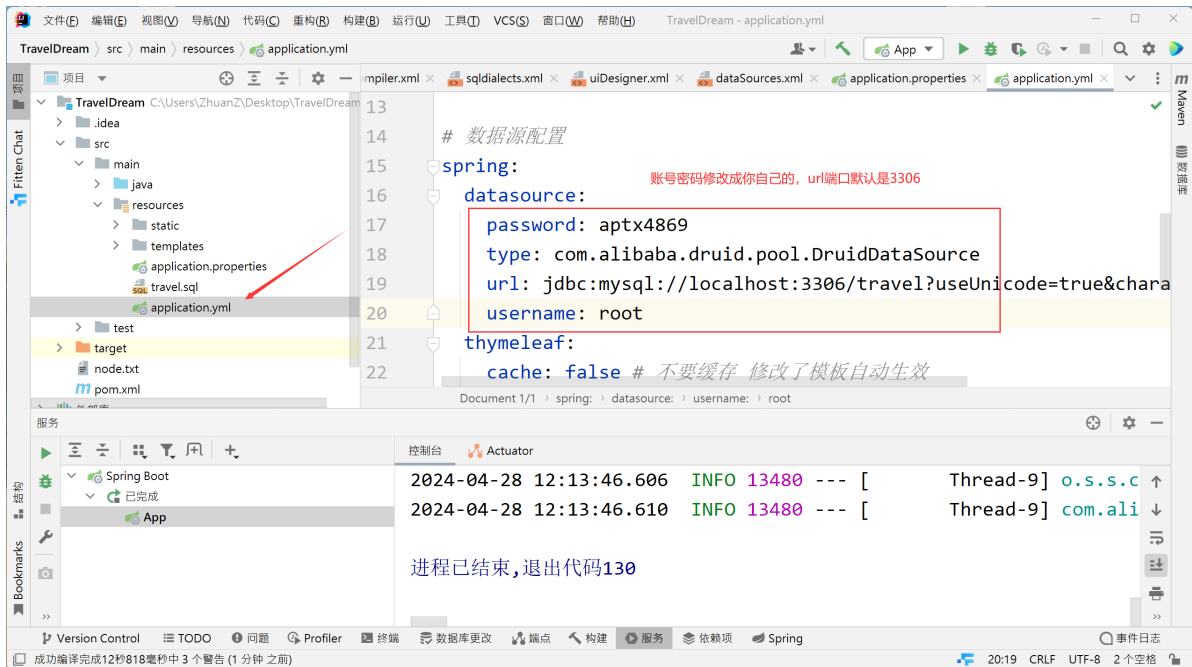 文件(F) 编辑(E) 视图(V) 导航(N) 代码(C) 重构(R) 构建(B) 运行(U) 工具(T) VCS(S) 窗口(W) 帮助(H) TravelDream - application.yml
TravelDream src main resources application.yml App
项目
mpiler.xml sqldialects.xml uiDesigner.xml dataSources.xml application.properties application.yml
项目
Fitten Chat
TravelDream C:\Users\ZhuanZ\Desktop\TravelDream
.idea
src
main
java
resources
static
templates
application.properties
travel.sql
application.yml
test
target
node.txt
pom.xml
13
14 # 数据源配置
15 spring:
账号密码修改成你自己的，url端口默认是3306
16 datasource:
17 password: aptx4869
18 type: com.alibaba.druid.pool.DruidDataSource
19 url: jdbc:mysql://localhost:3306/travel?useUnicode=true&chara
20 username: root
21 thymeleaf:
22 cache: false # 不要缓存 修改了模板自动生效
Document 1/1 spring: datasource: username: root
Maven
数据库
服务
控制台 Actuator
Spring Boot
已完成
App
2024-04-28 12:13:46.606 INFO 13480 --- [ Thread-9] o.s.s.c
2024-04-28 12:13:46.610 INFO 13480 --- [ Thread-9] com.ali
进程已结束,退出代码130
结构
Bookmarks
Version Control TODO 问题 Profiler 终端 数据库更改 端点 构建 服务 依赖项 Spring 事件日志
成功编译完成12秒818毫秒中 3 个警告 (1 分钟 之前) 20:19 CRLF UTF-8 2 个空格